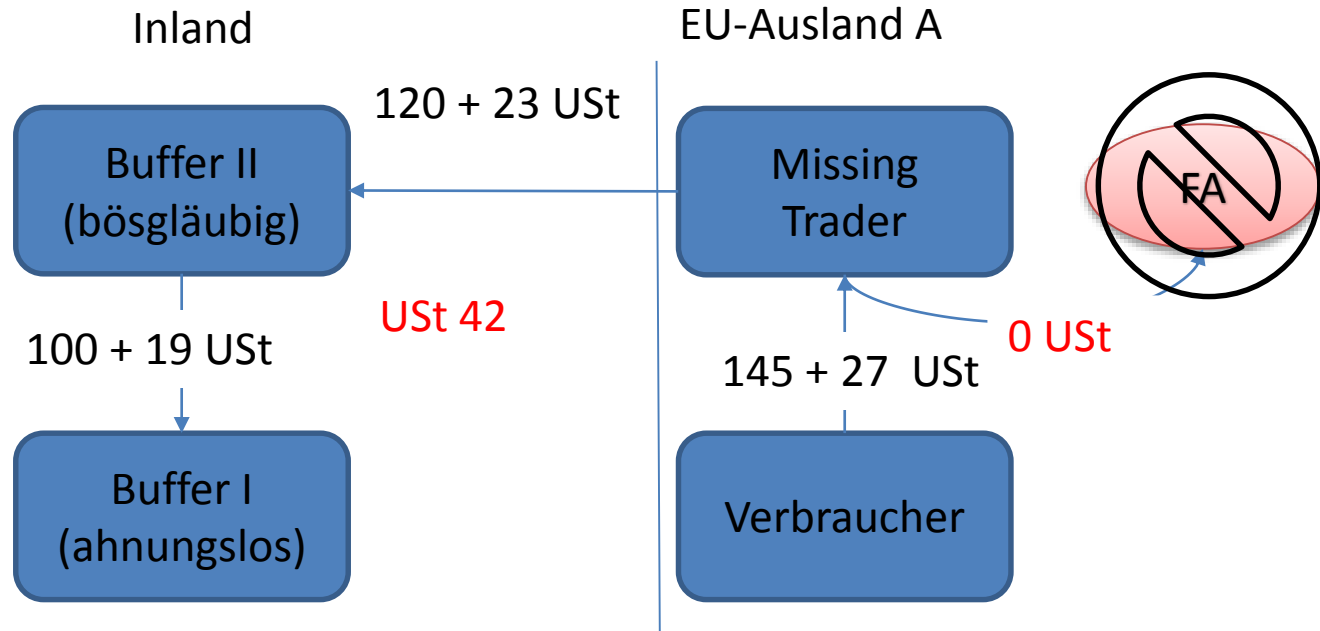 Inland
EU-Ausland A
120 + 23 USt
Buffer II
(bösgläubig)
Missing
Trader
FA
USt 42
0 USt
100 + 19 USt
145 + 27 USt
Buffer I
(ahnungslos)
Verbraucher